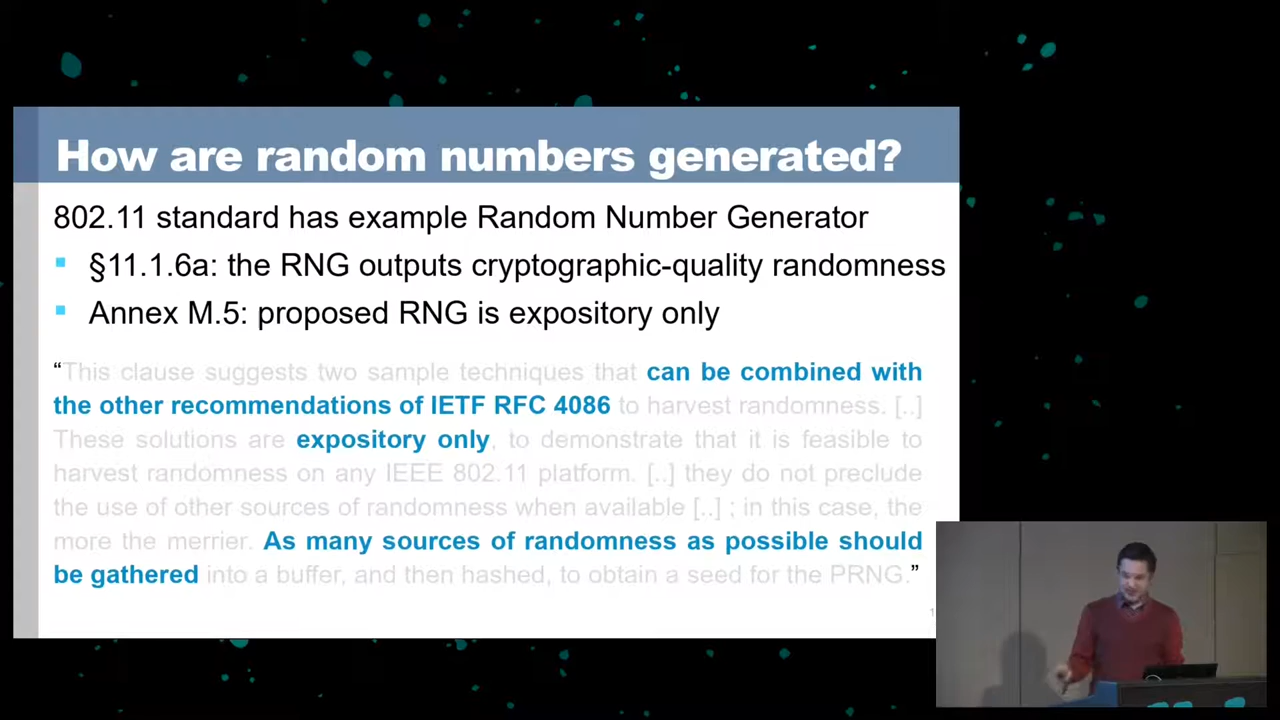 How are random numbers generated?
802.11 standard has example Random Number Generator
▪ §11.1.6a: the RNG outputs cryptographic-quality randomness
▪ Annex M.5: proposed RNG is expository only
“This clause suggests two sample techniques that can be combined with
the other recommendations of IETF RFC 4086 to harvest randomness. [..]
These solutions are expository only, to demonstrate that it is feasible to
harvest randomness on any IEEE 802.11 platform. [..] they do not preclude
the use of other sources of randomness when available [..] ; in this case, the
more the merrier. As many sources of randomness as possible should
be gathered into a buffer, and then hashed, to obtain a seed for the PRNG.”